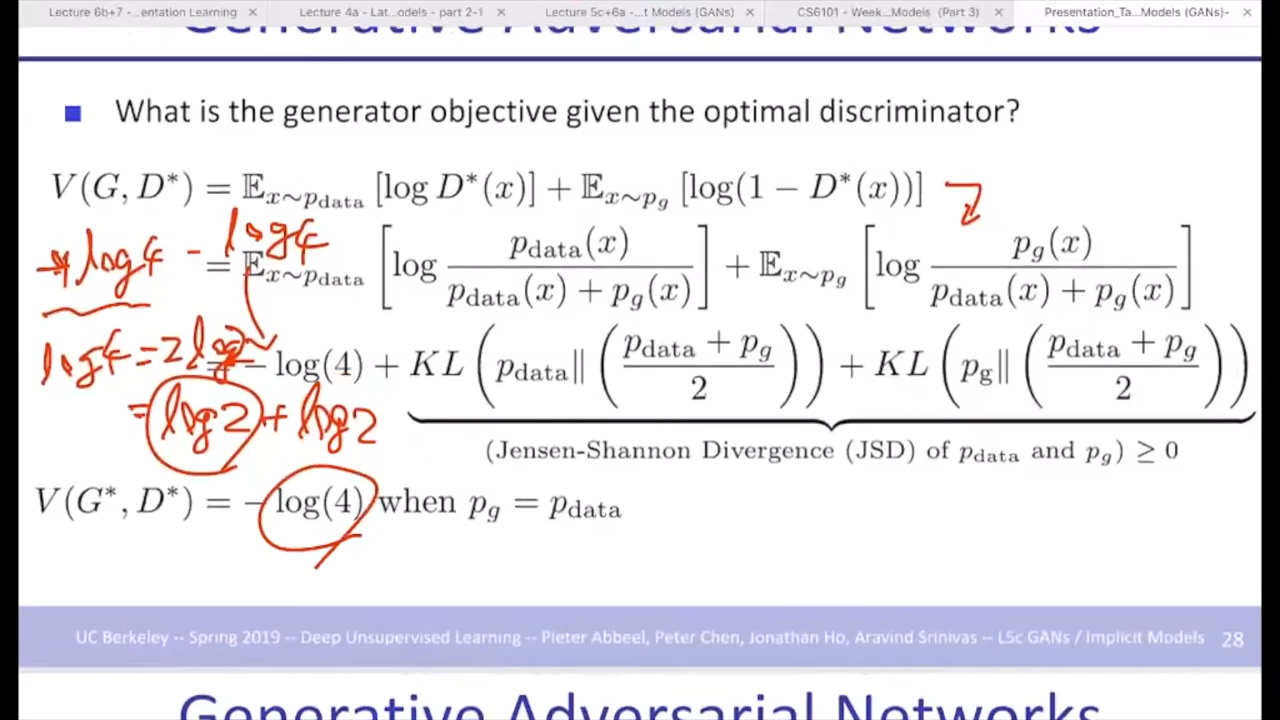 Lecture 6b+7 -...entation Learning × Lecture 4a - Lat...odels - part 2-1 × Lecture 5c+6a -...t Models (GANs) × CS6101 - Week...Models (Part 3) × Presentation_Ta...Models (GANs)- ×
Generative Adversarial Networks
■ What is the generator objective given the optimal discriminator?
V(G, D*) = 𝔼_{x∼p_data} [log D*(x)] + 𝔼_{x∼p_g} [log(1 − D*(x))]
log4 - log4
= 𝔼_{x∼p_data} [log p_data(x) / (p_data(x) + p_g(x))] + 𝔼_{x∼p_g} [log p_g(x) / (p_data(x) + p_g(x))]
log4 = 2log2
= − log(4) + KL (p_data‖ ((p_data + p_g) / 2)) + KL (p_g‖ ((p_data + p_g) / 2))
= log2 + log2
(Jensen-Shannon Divergence (JSD) of p_data and p_g) ≥ 0
V(G*, D*) = − log(4) when p_g = p_data
UC Berkeley -- Spring 2019 -- Deep Unsupervised Learning -- Pieter Abbeel, Peter Chen, Jonathan Ho, Aravind Srinivas -- L5c GANs / Implicit Models 28
Generative Adversarial Networks